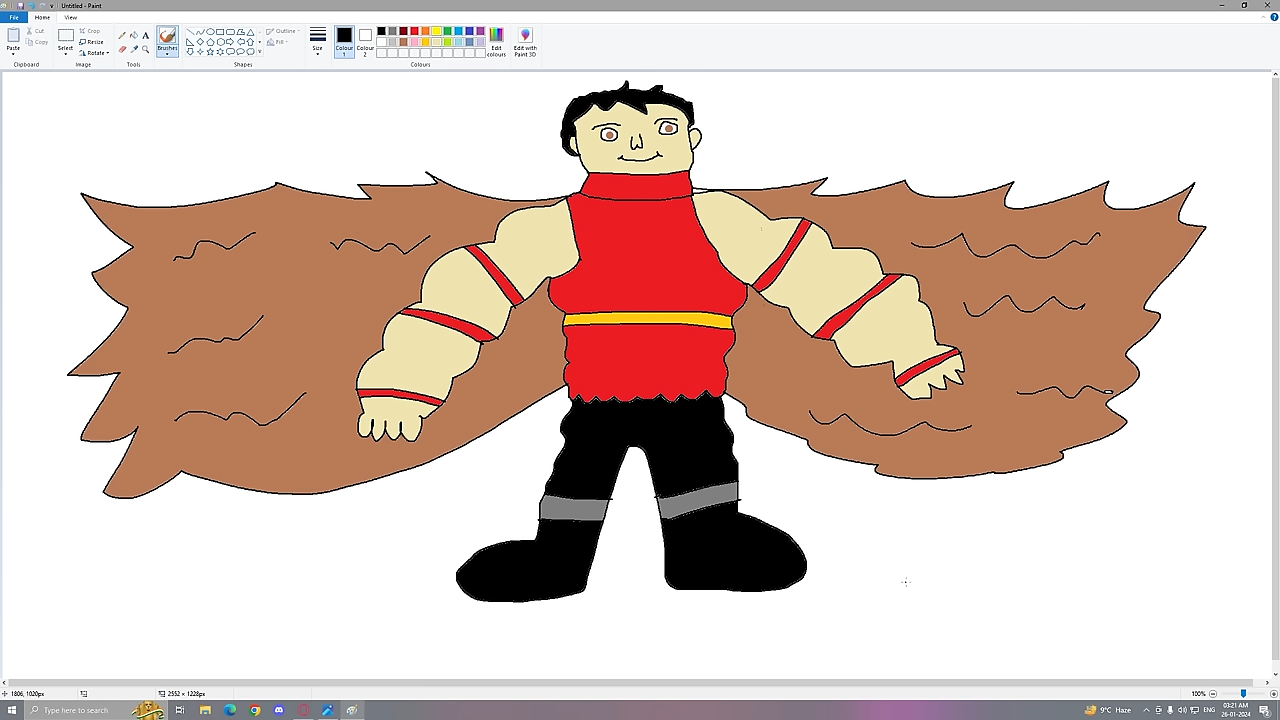 Untitled - Paint
File Home View
Paste Cut Copy Select Crop Resize Rotate Brushes Outline Fill Size Colour 1 Colour 2 Edit colours Edit with Paint 3D
Clipboard Image Tools Shapes Colours
1806, 1020px 2552 × 1228px 100%
Type here to search 9°C Haze ENG 03:21 AM
26-01-2024